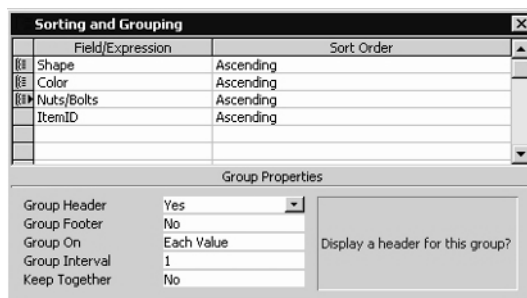 Sorting and Grouping
Field/Expression Sort Order
Shape Ascending
Color Ascending
Nuts/Bolts Ascending
ItemID Ascending
Group Properties
Group Header Yes
Group Footer No
Group On Each Value
Group Interval 1
Keep Together No
Display a header for this group?